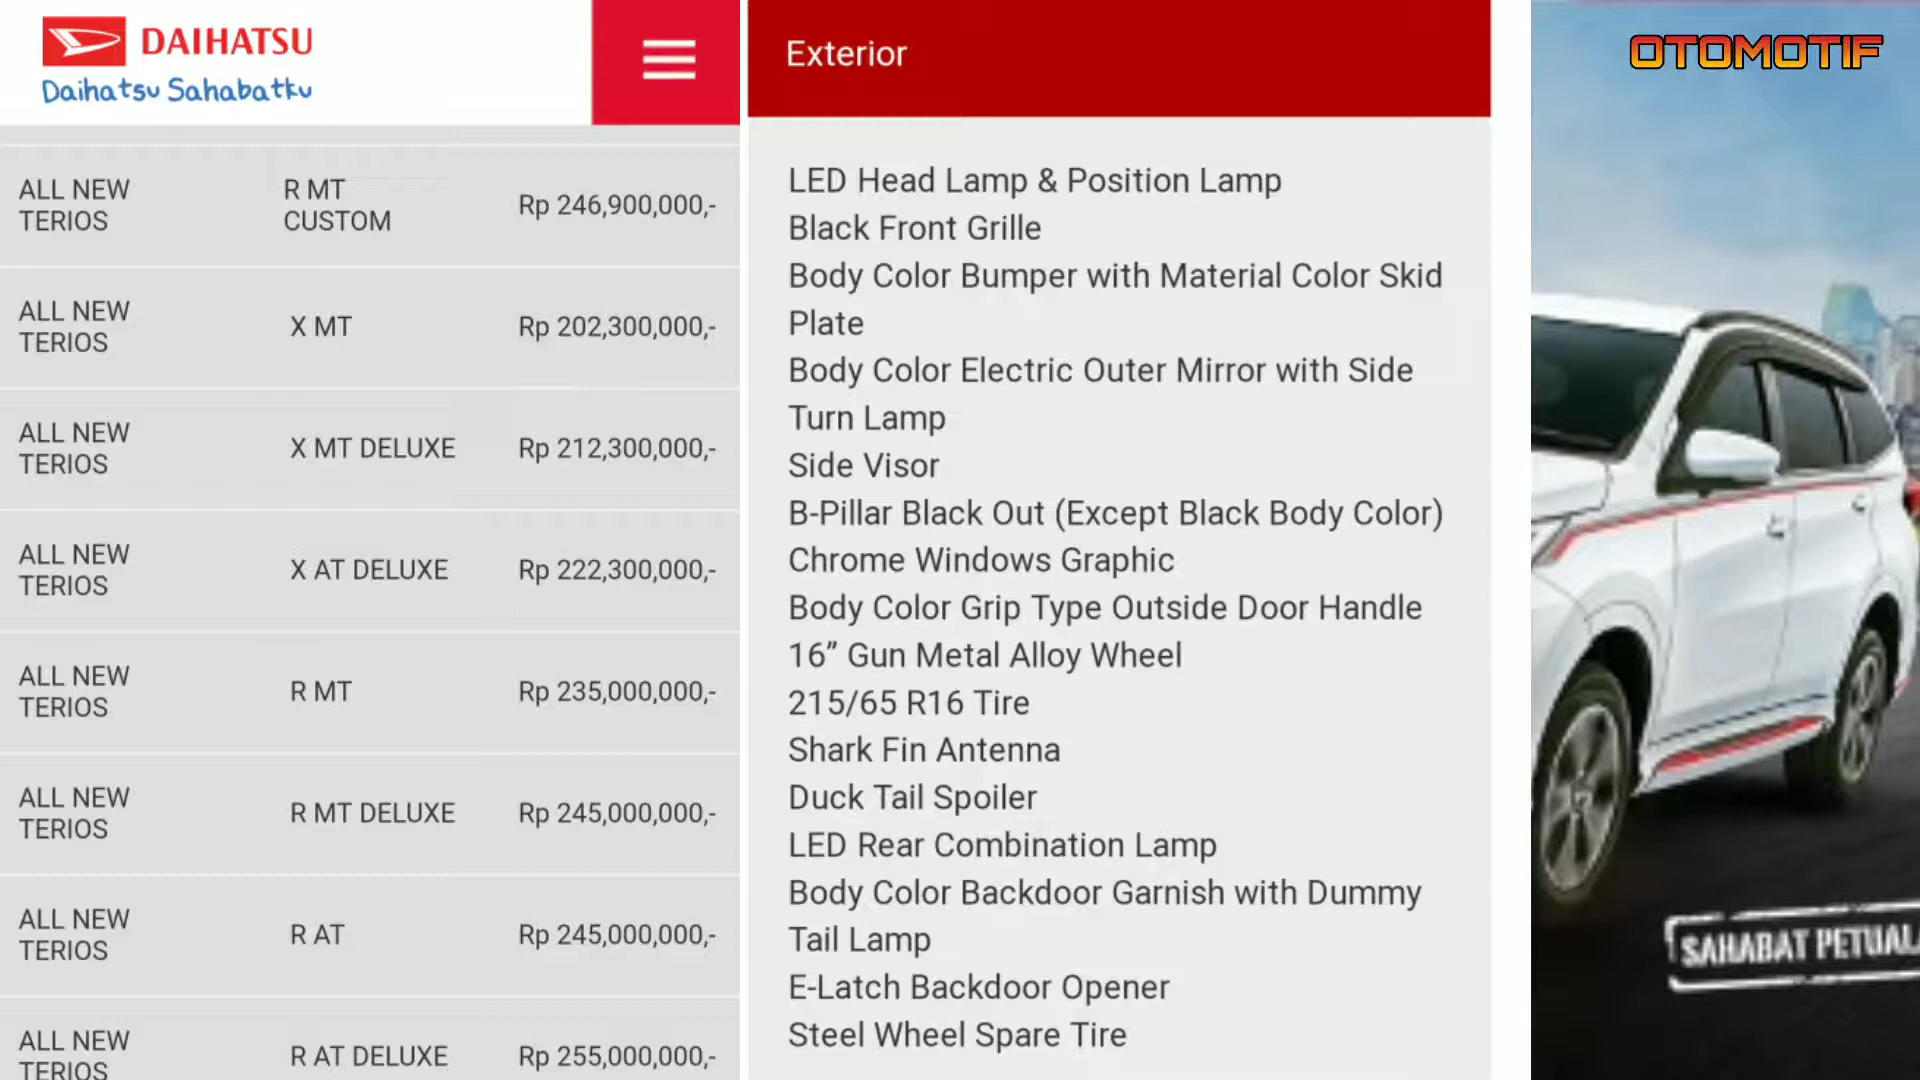 DAIHATSU
Daihatsu Sahabatku
ALL NEW
TERIOS
R MT
CUSTOM
Rp 246,900,000,-
ALL NEW
TERIOS
X MT
Rp 202,300,000,-
ALL NEW
TERIOS
X MT DELUXE
Rp 212,300,000,-
ALL NEW
TERIOS
X AT DELUXE
Rp 222,300,000,-
ALL NEW
TERIOS
R MT
Rp 235,000,000,-
ALL NEW
TERIOS
R MT DELUXE
Rp 245,000,000,-
ALL NEW
TERIOS
R AT
Rp 245,000,000,-
ALL NEW
TERIOS
R AT DELUXE
Rp 255,000,000,-
Exterior
LED Head Lamp & Position Lamp
Black Front Grille
Body Color Bumper with Material Color Skid
Plate
Body Color Electric Outer Mirror with Side
Turn Lamp
Side Visor
B-Pillar Black Out (Except Black Body Color)
Chrome Windows Graphic
Body Color Grip Type Outside Door Handle
16” Gun Metal Alloy Wheel
215/65 R16 Tire
Shark Fin Antenna
Duck Tail Spoiler
LED Rear Combination Lamp
Body Color Backdoor Garnish with Dummy
Tail Lamp
E-Latch Backdoor Opener
Steel Wheel Spare Tire
OTOMOTIF
SAHABAT PETUALA